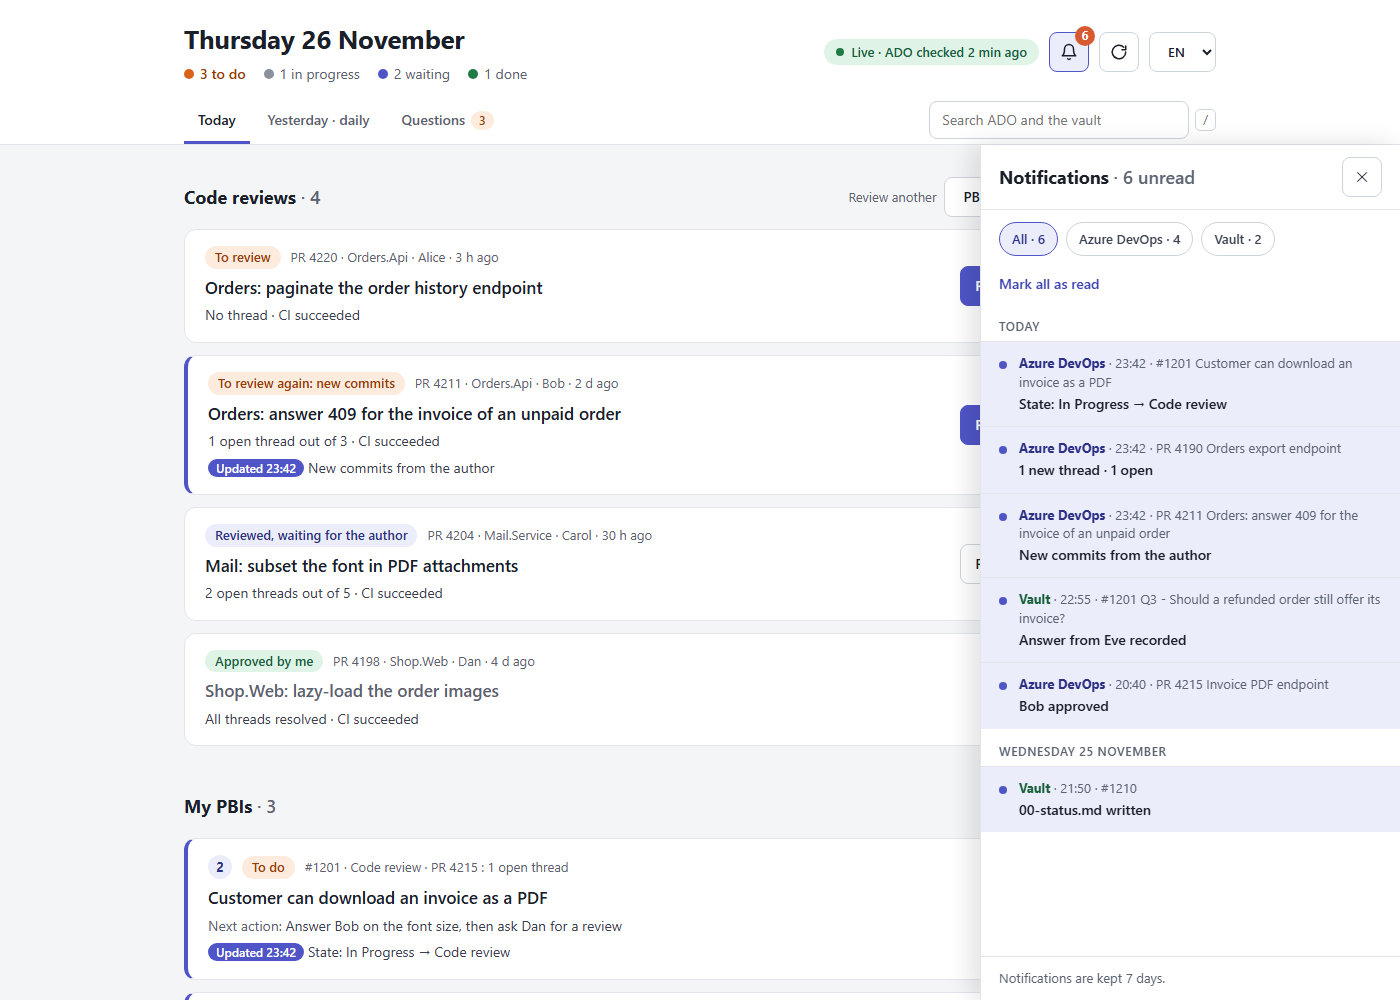 Thursday 26 November
3 to do 1 in progress 2 waiting 1 done
Live · ADO checked 2 min ago
6
EN
Today Yesterday · daily Questions 3
Search ADO and the vault /
Code reviews · 4
Review another
To review PR 4220 · Orders.Api · Alice · 3 h ago
Orders: paginate the order history endpoint
No thread · CI succeeded
To review again: new commits PR 4211 · Orders.Api · Bob · 2 d ago
Orders: answer 409 for the invoice of an unpaid order
1 open thread out of 3 · CI succeeded
Updated 23:42 New commits from the author
Reviewed, waiting for the author PR 4204 · Mail.Service · Carol · 30 h ago
Mail: subset the font in PDF attachments
2 open threads out of 5 · CI succeeded
Approved by me PR 4198 · Shop.Web · Dan · 4 d ago
Shop.Web: lazy-load the order images
All threads resolved · CI succeeded
My PBIs · 3
2 To do #1201 · Code review · PR 4215 : 1 open thread
Customer can download an invoice as a PDF
Next action: Answer Bob on the font size, then ask Dan for a review
Updated 23:42 State: In Progress → Code review
Notifications · 6 unread
All · 6 Azure DevOps · 4 Vault · 2
Mark all as read
TODAY
Azure DevOps · 23:42 · #1201 Customer can download an
invoice as a PDF
State: In Progress → Code review
Azure DevOps · 23:42 · PR 4190 Orders export endpoint
1 new thread · 1 open
Azure DevOps · 23:42 · PR 4211 Orders: answer 409 for the
invoice of an unpaid order
New commits from the author
Vault · 22:55 · #1201 Q3 - Should a refunded order still offer its
invoice?
Answer from Eve recorded
Azure DevOps · 20:40 · PR 4215 Invoice PDF endpoint
Bob approved
WEDNESDAY 25 NOVEMBER
Vault · 21:50 · #1210
00-status.md written
Notifications are kept 7 days.